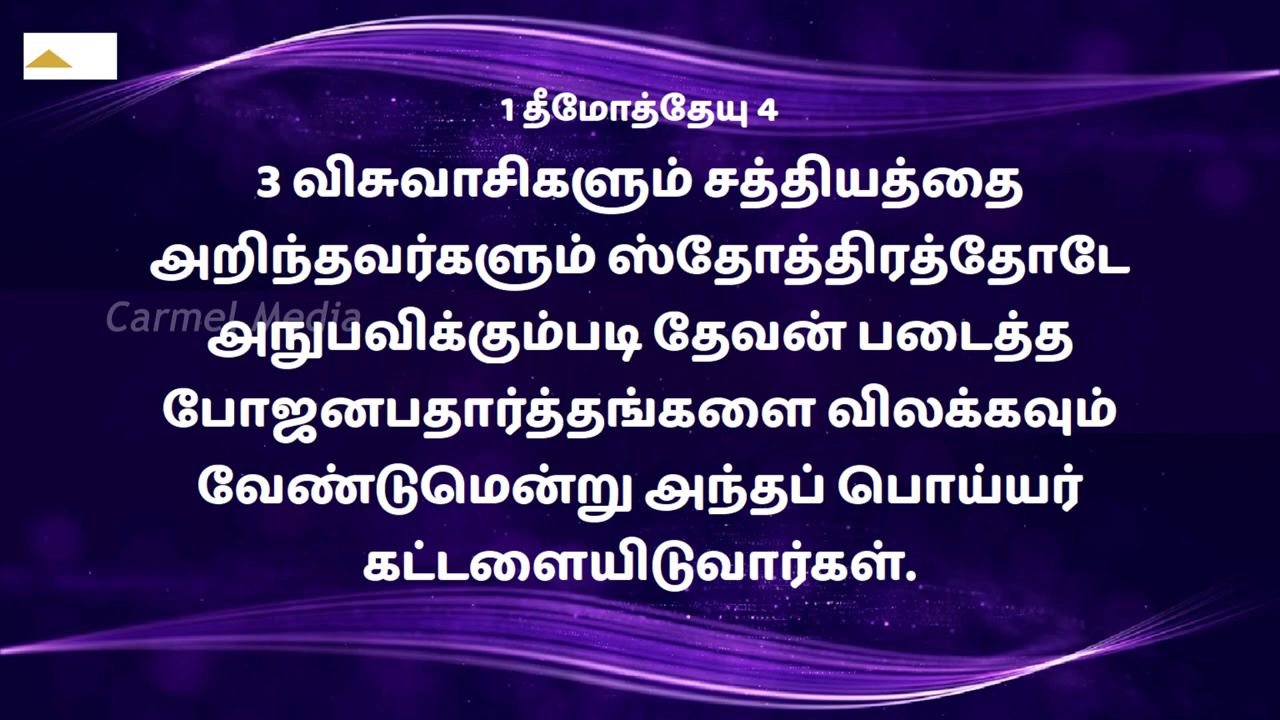 1 தீமோத்தேயு 4
3 விசுவாசிகளும் சத்தியத்தை
அறிந்தவர்களும் ஸ்தோத்திரத்தோடே
Carmel Media
அநுபவிக்கும்படி தேவன் படைத்த
போஜனபதார்த்தங்களை விலக்கவும்
வேண்டுமென்று அந்தப் பொய்யர்
கட்டளையிடுவார்கள்.